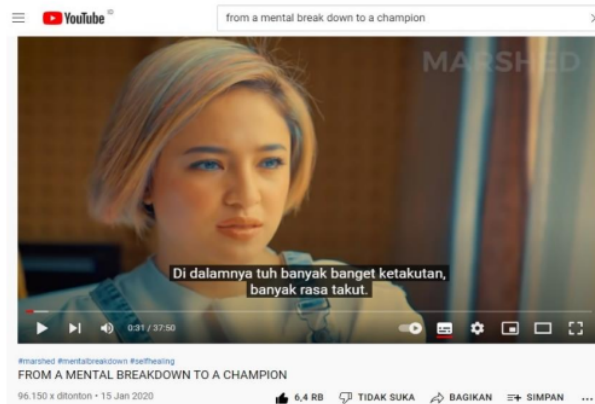 YouTube ID
from a mental break down to a champion
MARSHED
Di dalamnya tuh banyak banget ketakutan,
banyak rasa takut.
0:31 / 37:50
#marshed #mentalbreakdown #selfhealing
FROM A MENTAL BREAKDOWN TO A CHAMPION
96.150 x ditonton • 15 Jan 2020 6,4 RB TIDAK SUKA BAGIKAN SIMPAN ...